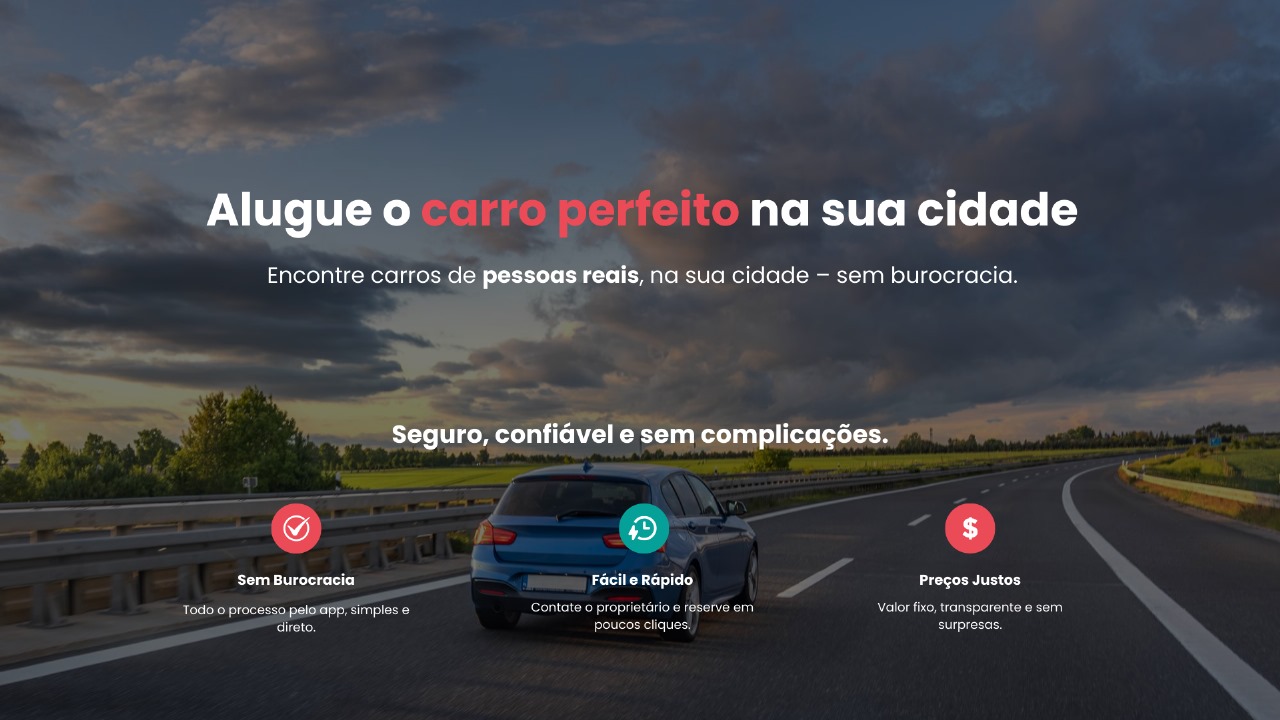 Alugue o carro perfeito na sua cidade
Encontre carros de pessoas reais, na sua cidade – sem burocracia.
Seguro, confiável e sem complicações.
Sem Burocracia
Todo o processo pelo app, simples e
direto.
Fácil e Rápido
Contate o proprietário e reserve em
poucos cliques.
$
Preços Justos
Valor fixo, transparente e sem
surpresas.